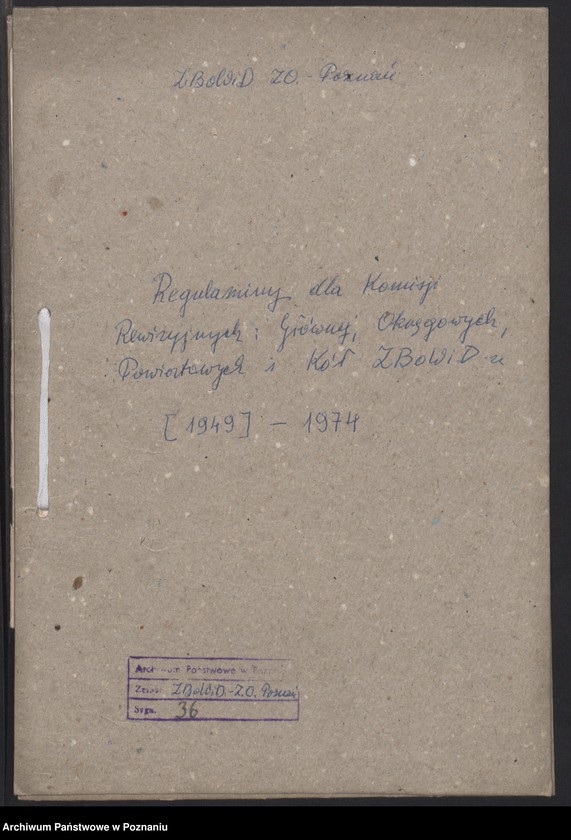 ZBoWiD ZO. - Poznań
Regulaminy dla Komisji
Rewizyjnych: Głównej, Okręgowych,
Powiatowych i Kół ZBoWiD-u
[1949] - 1974
Archiwum Państwowe w Poznaniu
Zespół ZBoWiD-Z.O. Poznań
Sygn. 36
Archiwum Państwowe w Poznaniu